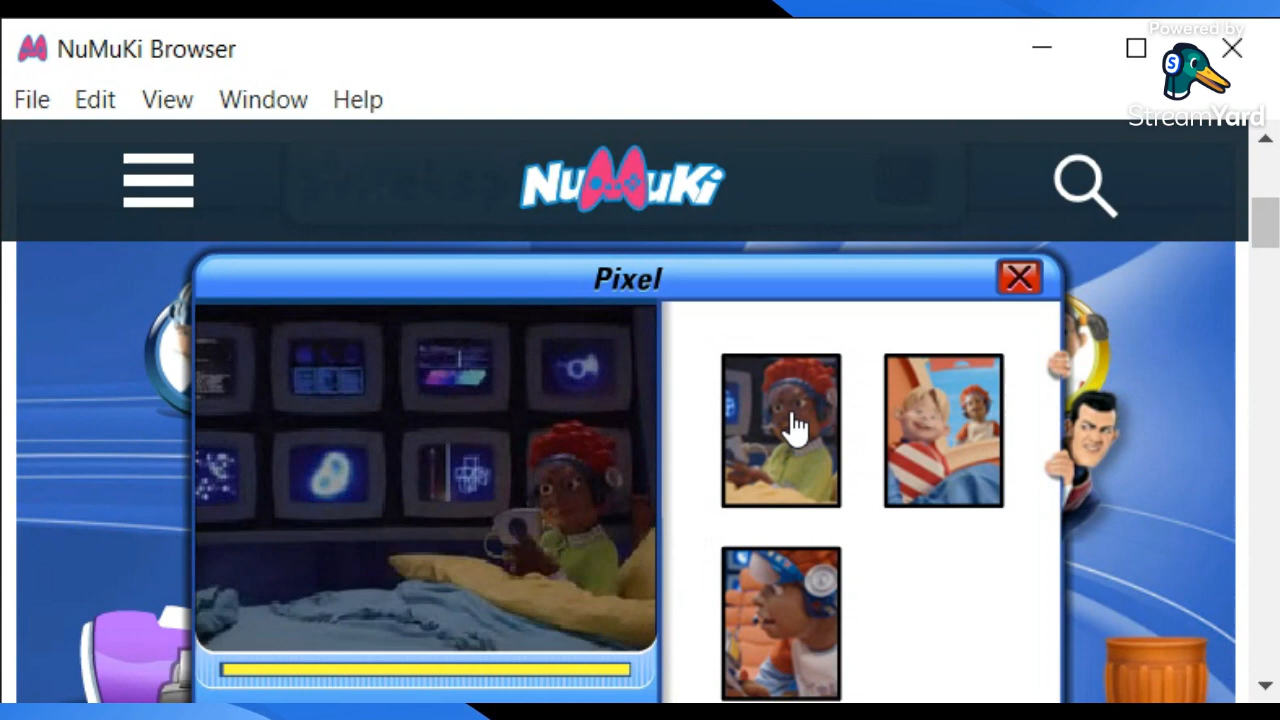 Powered by
NuMuKi Browser
S
StreamYard
File Edit View Window Help
NuMuKi
Pixel